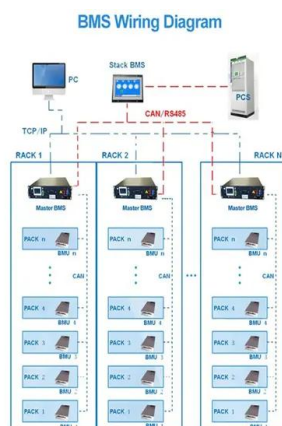 BMS Wiring Diagram
Stack BMS
PC
PCS
CAN/RS485
TCP/IP
RACK 1
RACK 2
RACK N
Master BMS
Master BMS
Master BMS
PACK n
PACK n
PACK n
BMU n
BMU n
BMU n
CAN
CAN
CAN
PACK 4
PACK 4
PACK 4
BMU 4
BMU 4
BMU 4
PACK 3
PACK 3
PACK 3
BMU 3
BMU 3
BMU 3
PACK 2
PACK 2
PACK 2
BMU 2
BMU 2
BMU 2
PACK 1
PACK 1
PACK 1